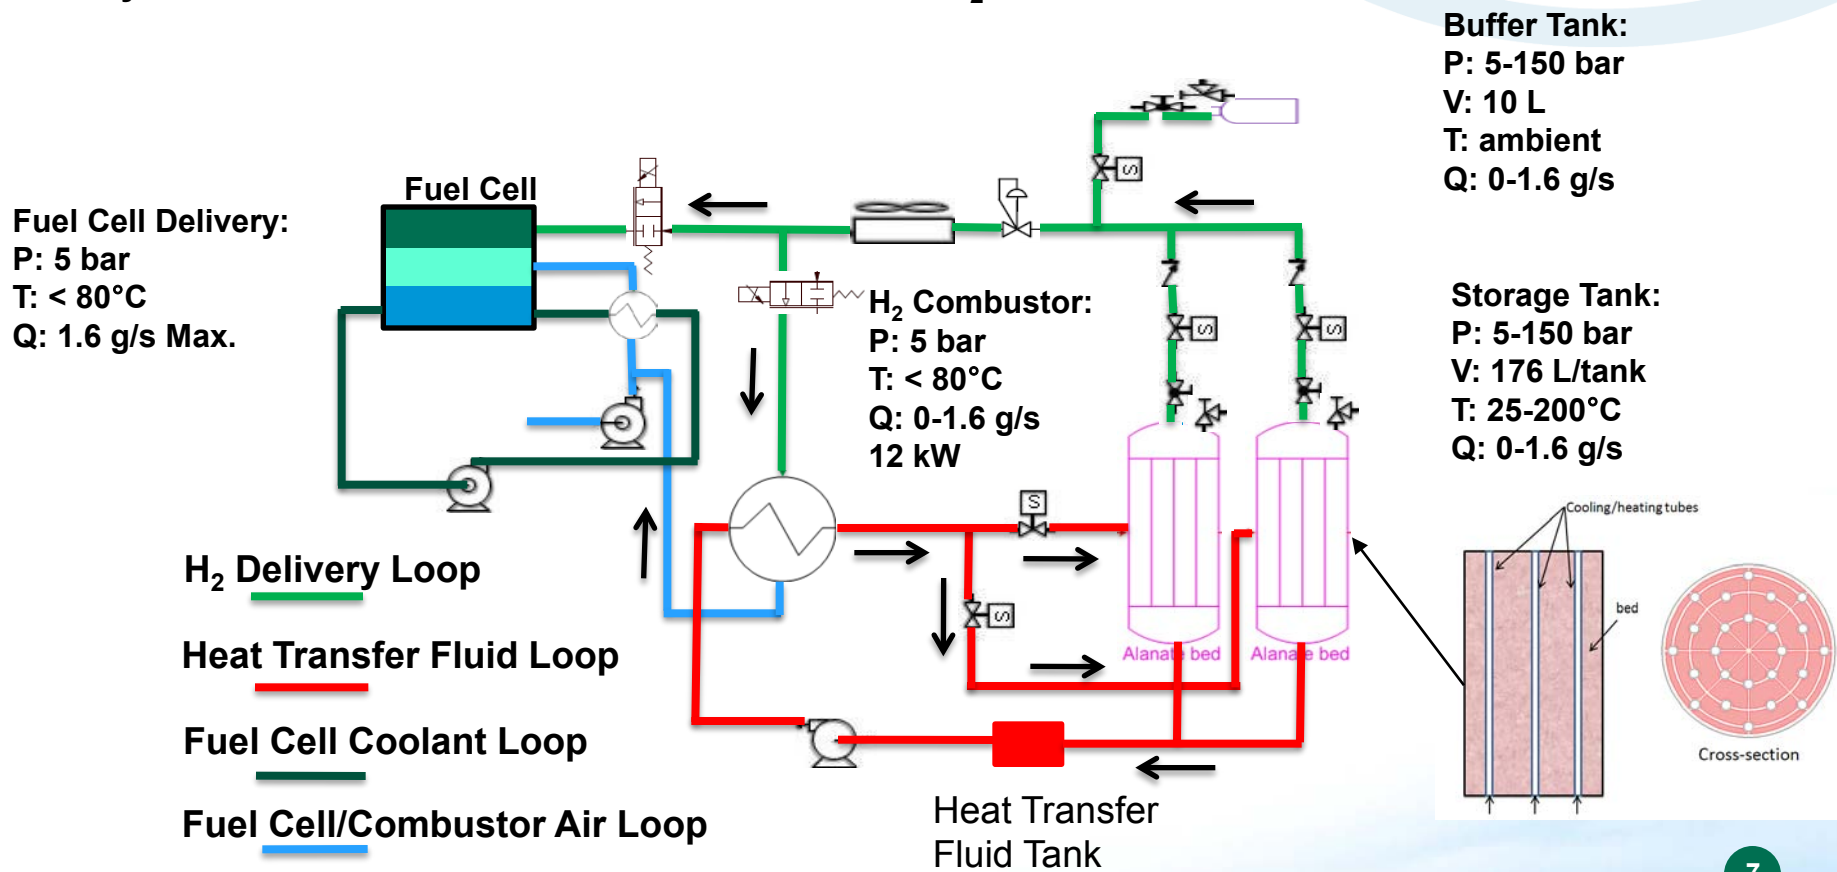 Buffer Tank:
P: 5-150 bar
V: 10 L
T: ambient
Q: 0-1.6 g/s
Fuel Cell
Fuel Cell Delivery:
P: 5 bar
T: < 80°C
Q: 1.6 g/s Max.
S
H₂ Combustor:
P: 5 bar
T: < 80°C
Q: 0-1.6 g/s
12 kW
S
S
Storage Tank:
P: 5-150 bar
V: 176 L/tank
T: 25-200°C
Q: 0-1.6 g/s
S
S
Alanate bed
Alanate bed
Cooling/heating tubes
bed
Cross-section
H₂ Delivery Loop
Heat Transfer Fluid Loop
Fuel Cell Coolant Loop
Fuel Cell/Combustor Air Loop
Heat Transfer
Fluid Tank
7